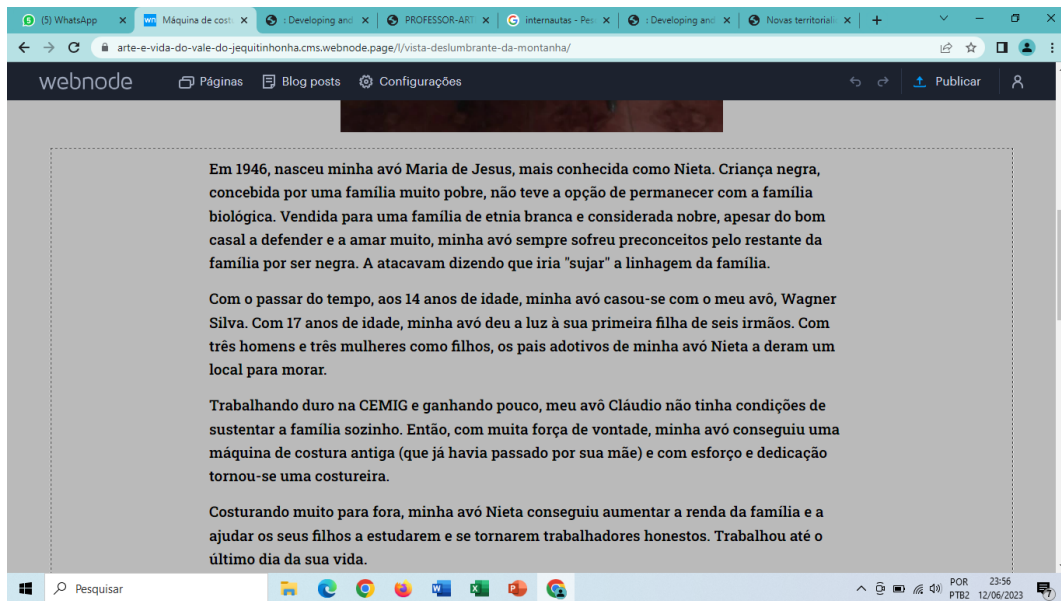 (5) WhatsApp
Máquina de cost
: Developing and
PROFESSOR-ART
internautas - Pes
: Developing and
Novas territoriali
arte-e-vida-do-vale-do-jequitinhonha.cms.webnode.page/l/vista-deslumbrante-da-montanha/
webnode
Páginas
Blog posts
Configurações
Publicar
Em 1946, nasceu minha avó Maria de Jesus, mais conhecida como Nieta. Criança negra,
concebida por uma família muito pobre, não teve a opção de permanecer com a família
biológica. Vendida para uma família de etnia branca e considerada nobre, apesar do bom
casal a defender e a amar muito, minha avó sempre sofreu preconceitos pelo restante da
família por ser negra. A atacavam dizendo que iria "sujar" a linhagem da família.
Com o passar do tempo, aos 14 anos de idade, minha avó casou-se com o meu avô, Wagner
Silva. Com 17 anos de idade, minha avó deu a luz à sua primeira filha de seis irmãos. Com
três homens e três mulheres como filhos, os pais adotivos de minha avó Nieta a deram um
local para morar.
Trabalhando duro na CEMIG e ganhando pouco, meu avô Cláudio não tinha condições de
sustentar a família sozinho. Então, com muita força de vontade, minha avó conseguiu uma
máquina de costura antiga (que já havia passado por sua mãe) e com esforço e dedicação
tornou-se uma costureira.
Costurando muito para fora, minha avó Nieta conseguiu aumentar a renda da família e a
ajudar os seus filhos a estudarem e se tornarem trabalhadores honestos. Trabalhou até o
último dia da sua vida.
Pesquisar
POR
PTB2
23:56
12/06/2023